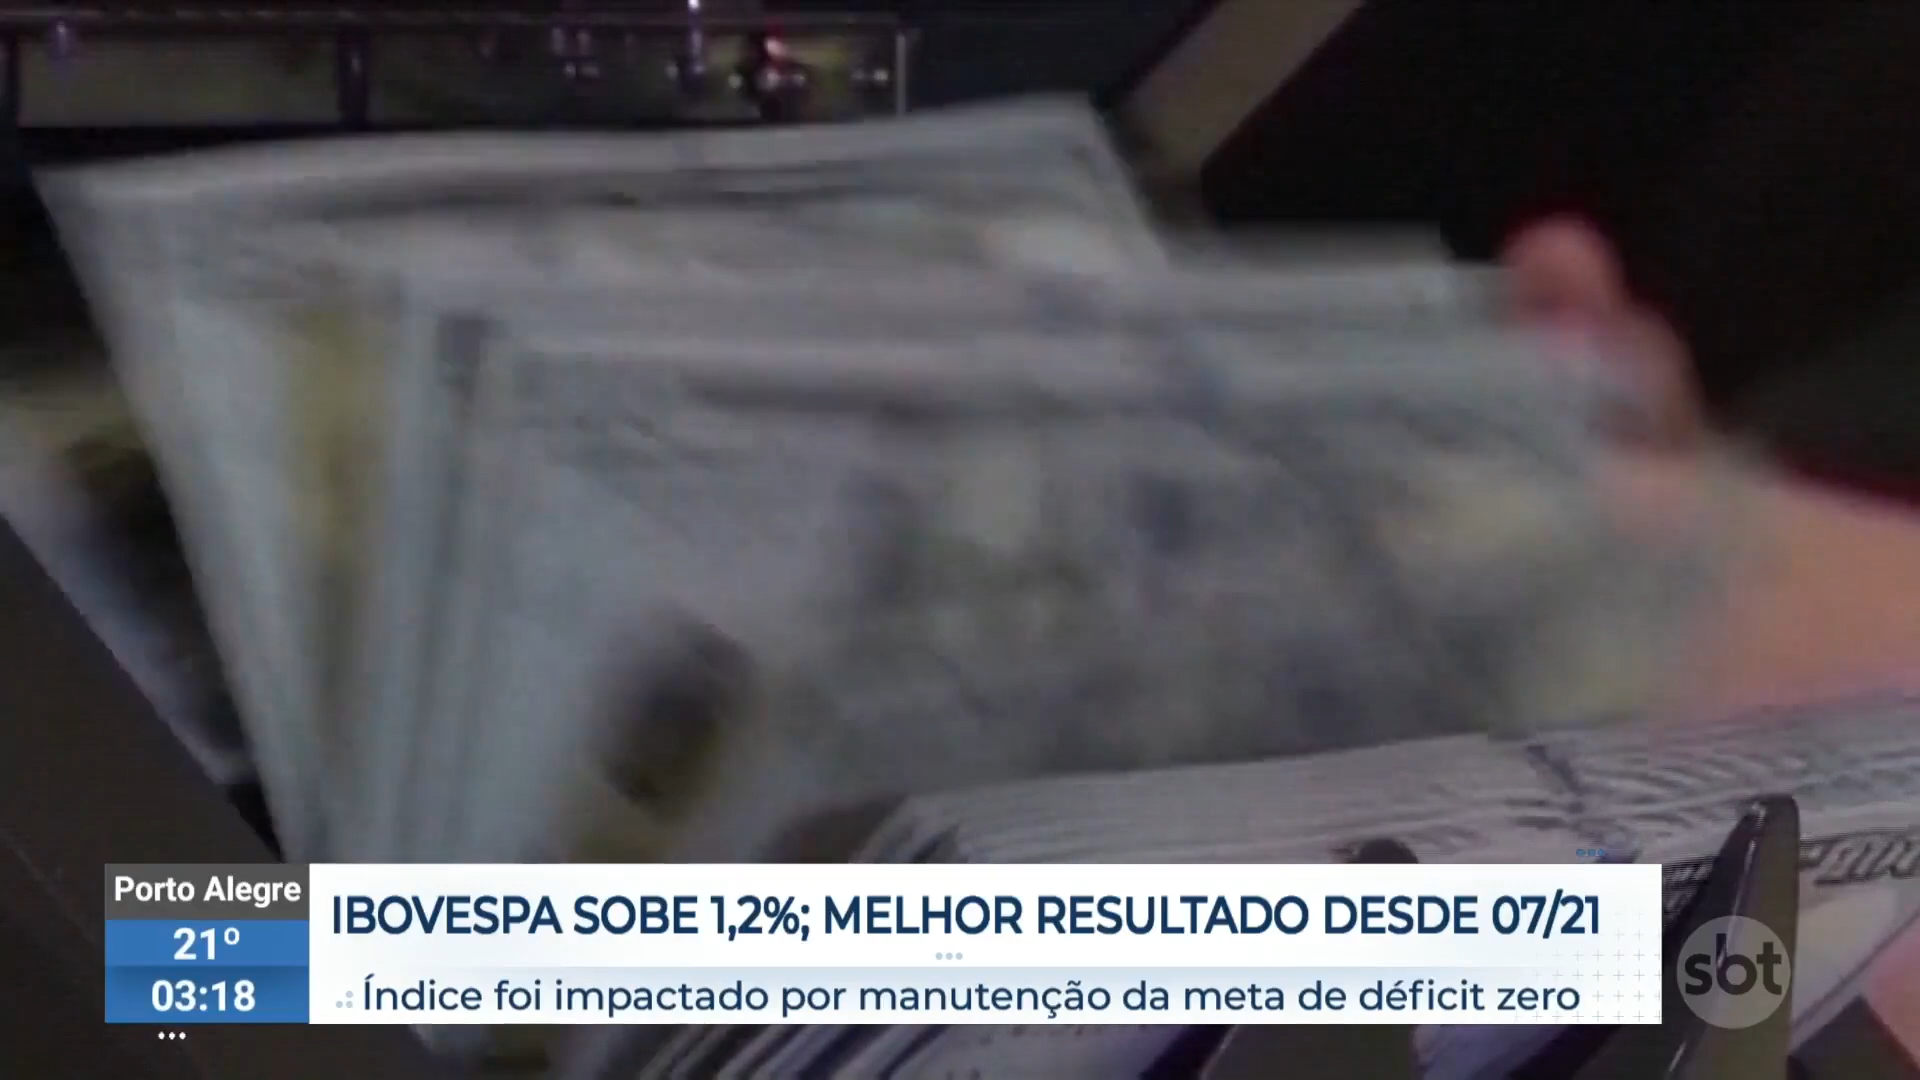 Porto Alegre
21º
03:18
IBOVESPA SOBE 1,2%; MELHOR RESULTADO DESDE 07/21
Índice foi impactado por manutenção da meta de déficit zero
sbt